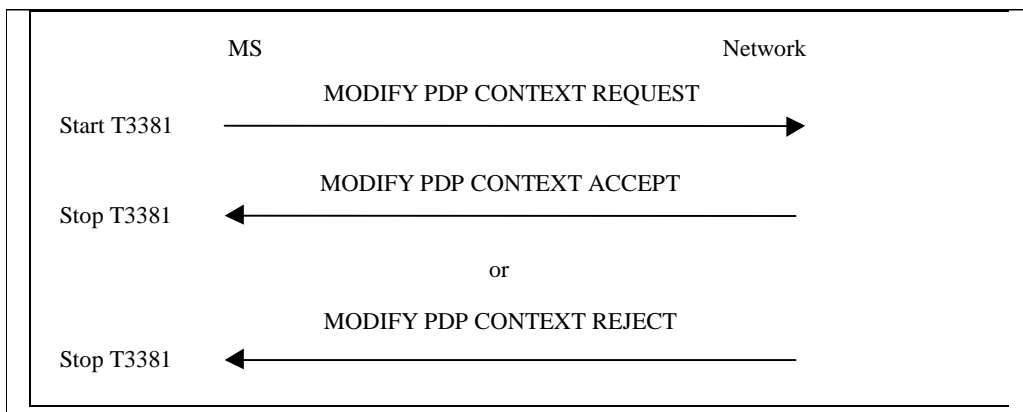 MS Network
MODIFY PDP CONTEXT REQUEST
Start T3381
MODIFY PDP CONTEXT ACCEPT
Stop T3381
or
MODIFY PDP CONTEXT REJECT
Stop T3381